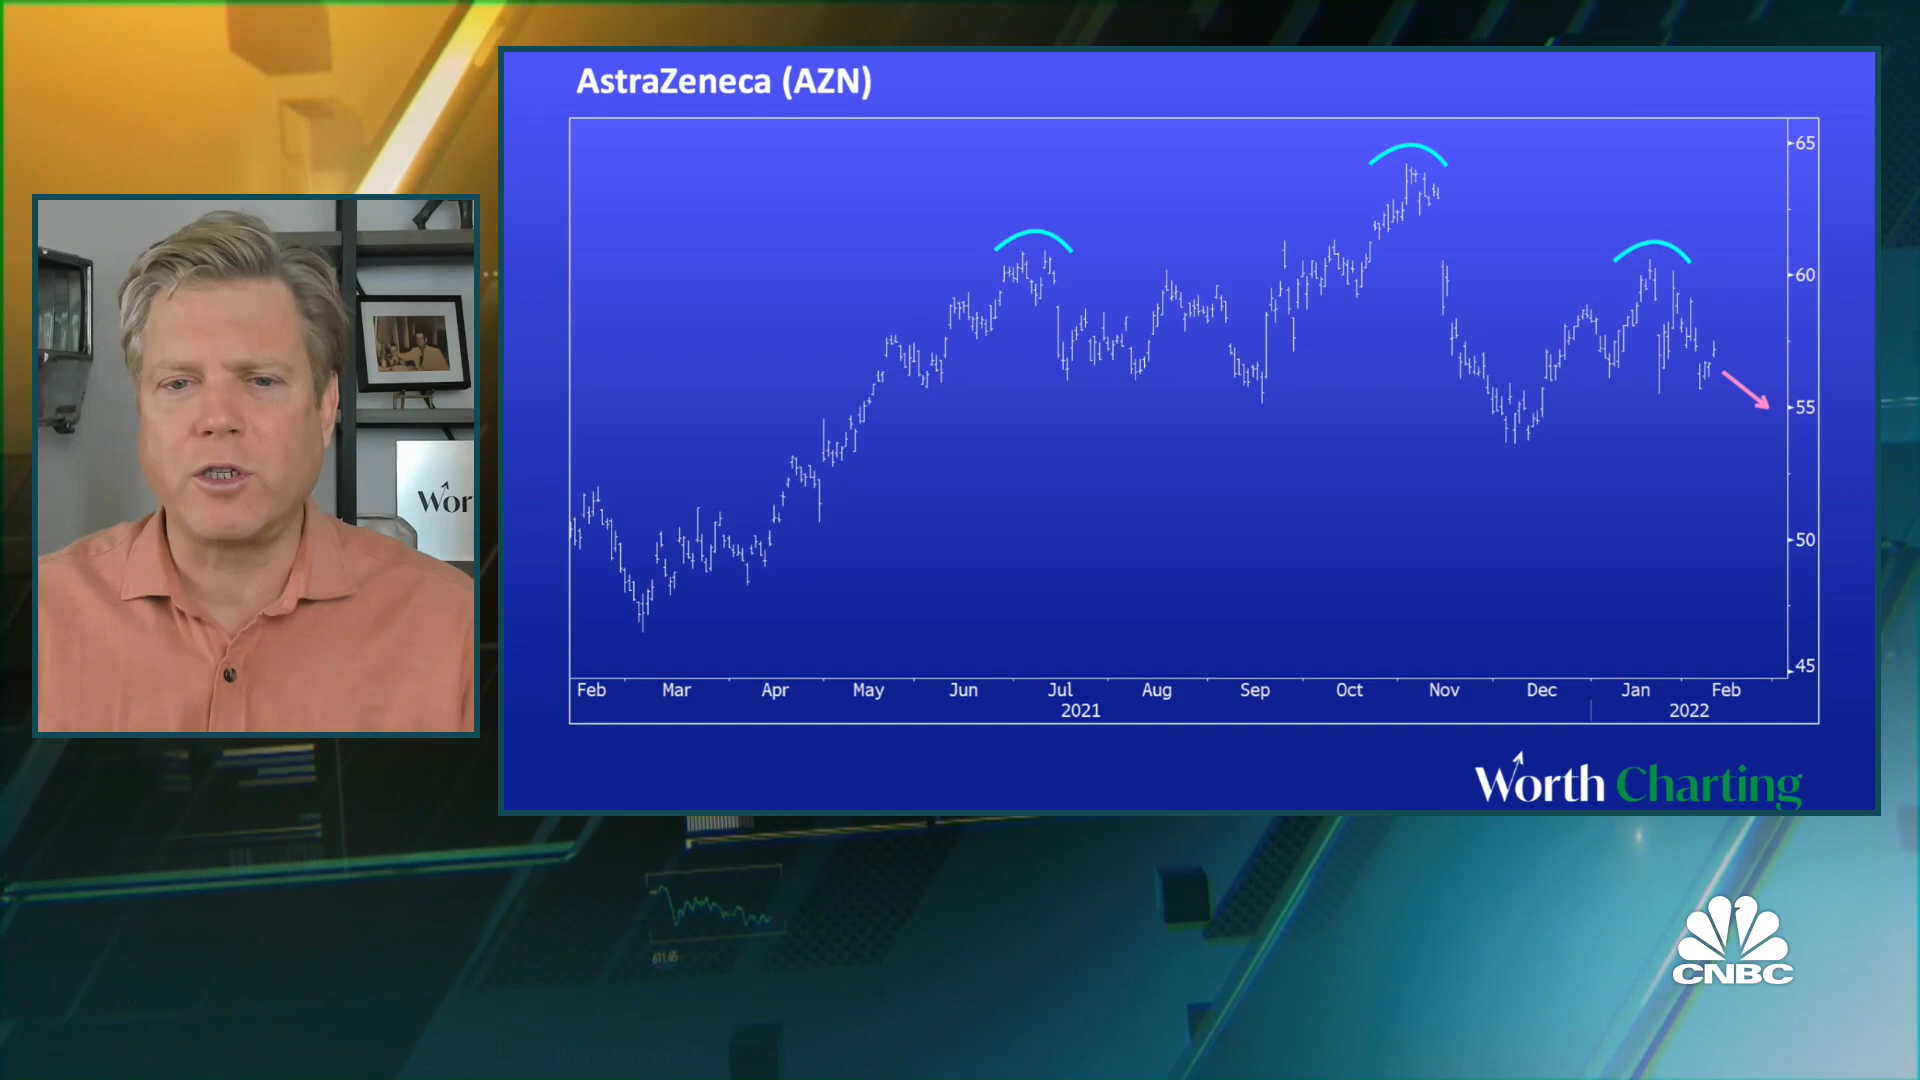 AstraZeneca (AZN)
65
60
55
50
45
Feb Mar Apr May Jun Jul Aug Sep Oct Nov Dec Jan Feb
2021 2022
Worth Charting
Wor
CNBC